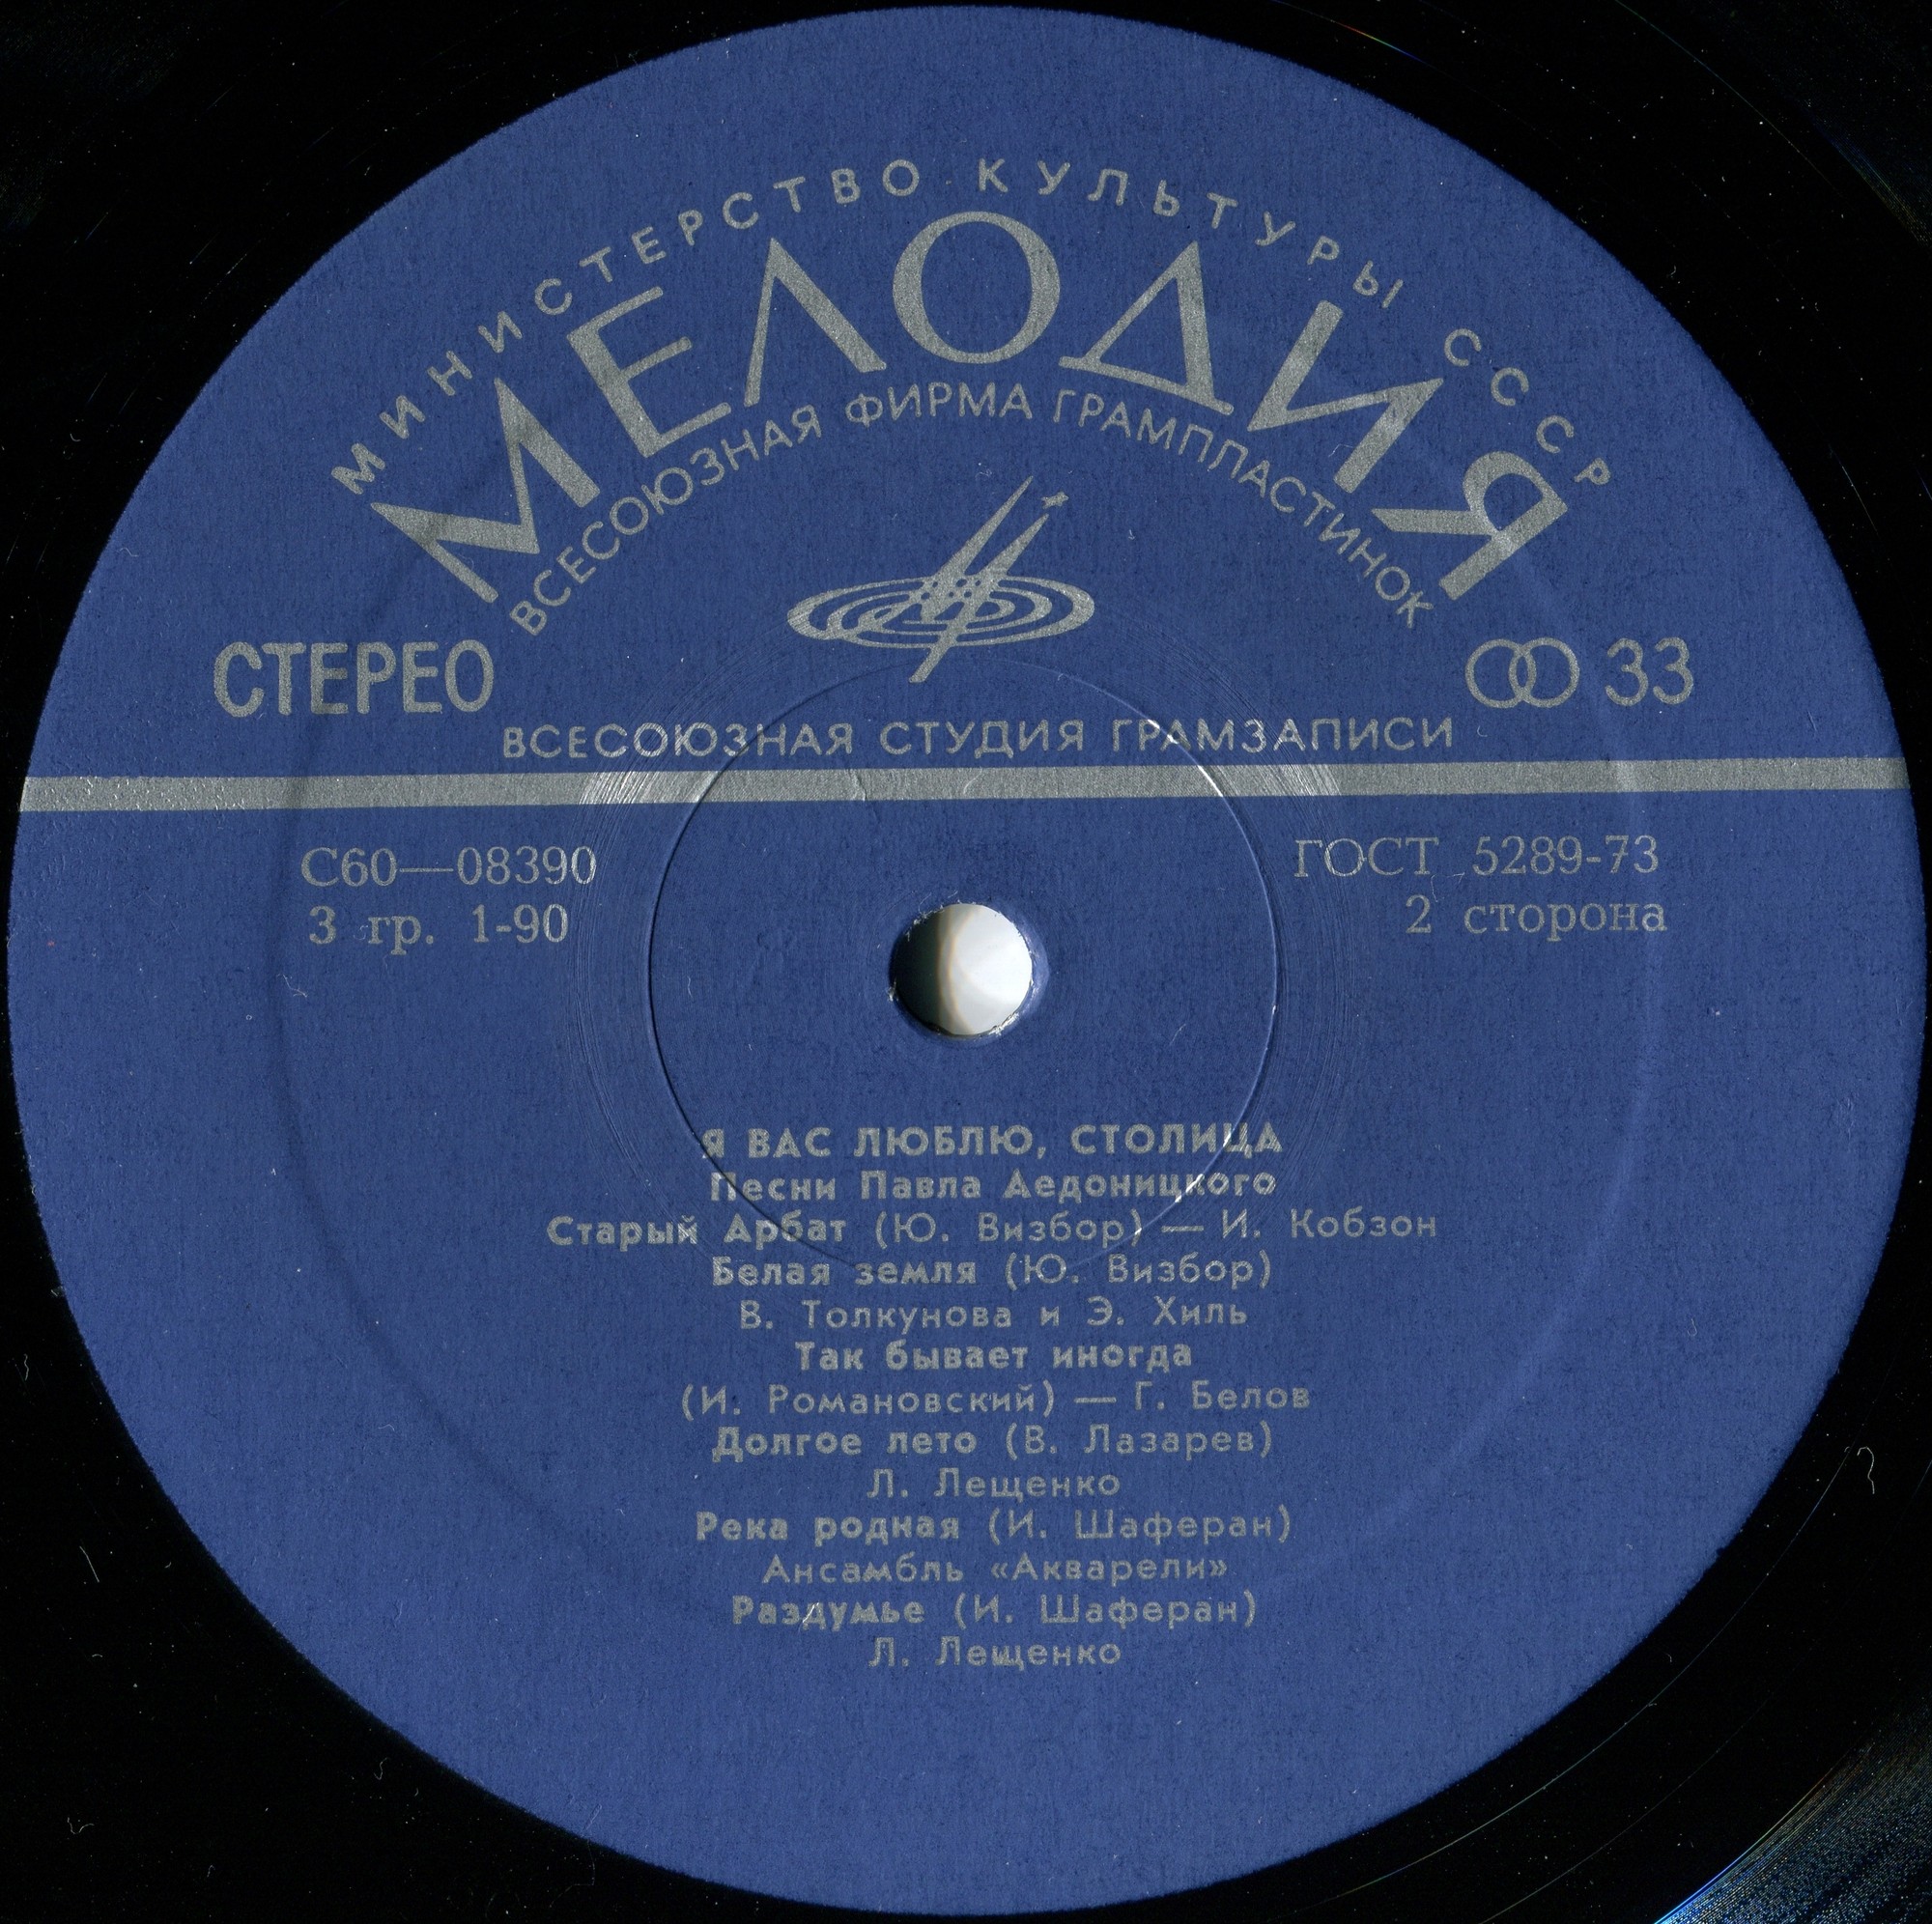 МИНИСТЕРСТВО КУЛЬТУРЫ СССР
МЕЛОДИЯ
ВСЕСОЮЗНАЯ ФИРМА ГРАМПЛАСТИНОК
СТЕРЕО
33
ВСЕСОЮЗНАЯ СТУДИЯ ГРАМЗАПИСИ
С60—08390
ГОСТ 5289-73
3 гр. 1-90
2 сторона
Я ВАС ЛЮБЛЮ, СТОЛИЦА
Песни Павла Аедоницкого
Старый Арбат (Ю. Визбор) — И. Кобзон
Белая земля (Ю. Визбор)
В. Толкунова и Э. Хиль
Так бывает иногда
(И. Романовский) — Г. Белов
Долгое лето (В. Лазарев)
Л. Лещенко
Река родная (И. Шаферан)
Ансамбль «Акварели»
Раздумье (И. Шаферан)
Л. Лещенко